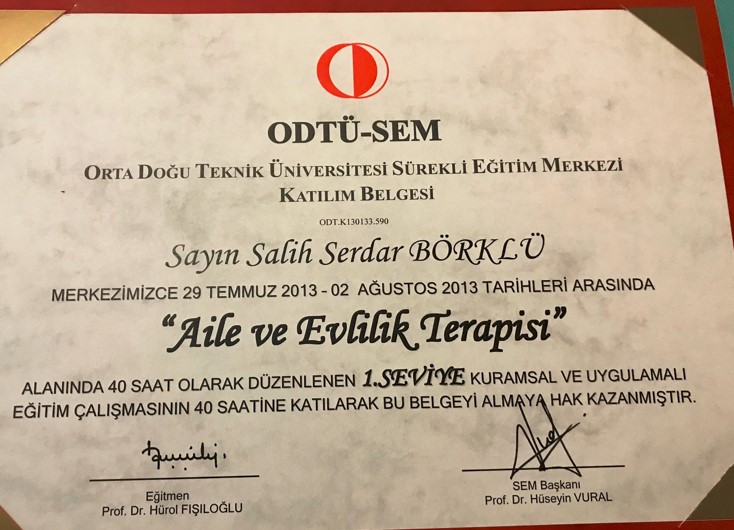 ODTÜ-SEM
ORTA DOĞU TEKNİK ÜNİVERSİTESİ SÜREKLİ EĞİTİM MERKEZİ
KATILIM BELGESİ
ODT.K130133.590
Sayın Salih Serdar BÖRKLÜ
MERKEZİMİZCE 29 TEMMUZ 2013 - 02 AĞUSTOS 2013 TARİHLERİ ARASINDA
“Aile ve Evlilik Terapisi”
ALANINDA 40 SAAT OLARAK DÜZENLENEN 1.SEVİYE KURAMSAL VE UYGULAMALI
EĞİTİM ÇALIŞMASININ 40 SAATİNE KATILARAK BU BELGEYİ ALMAYA HAK KAZANMIŞTIR.
Eğitmen
Prof. Dr. Hürol FIŞILOĞLU
SEM Başkanı
Prof. Dr. Hüseyin VURAL